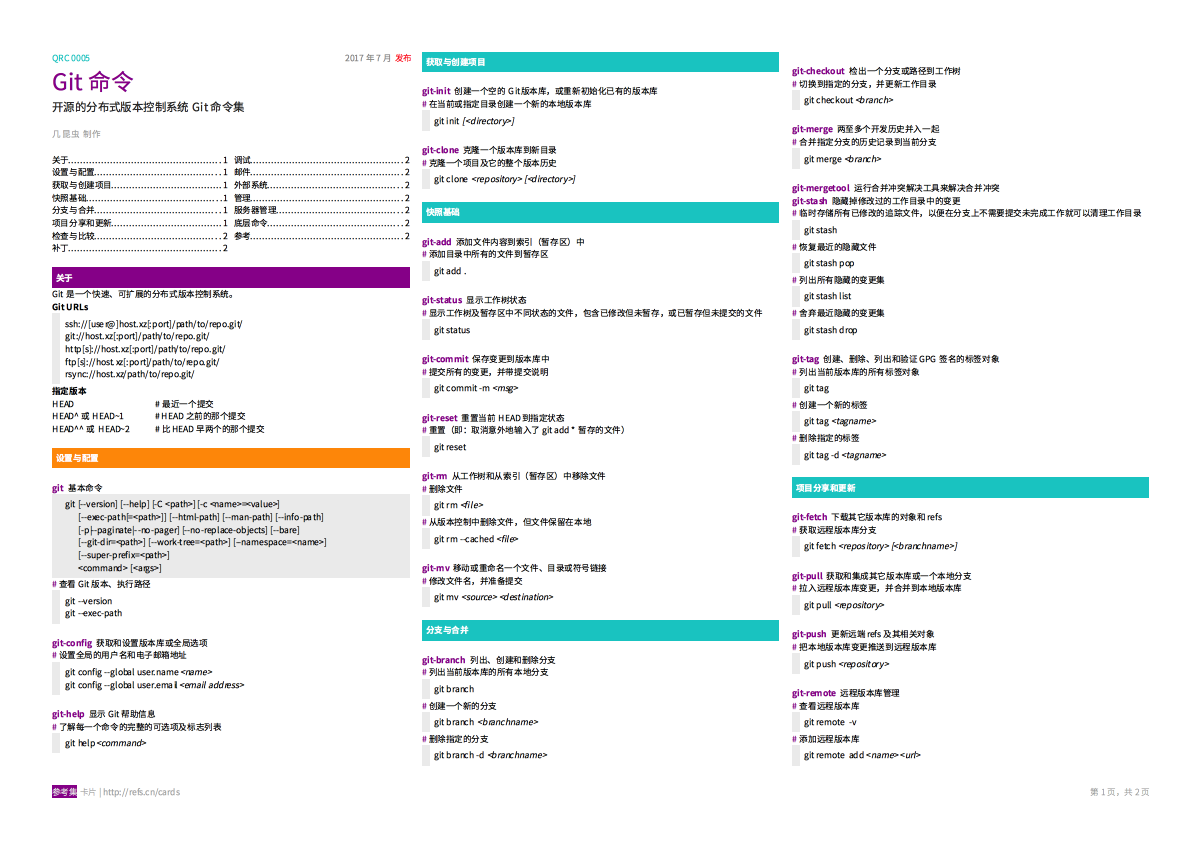 QRC 0005 2017 年 7 月 发布
Git 命令
开源的分布式版本控制系统 Git 命令集
几 昆虫 制作
关于 1
设置与配置 1
获取与创建项目 1
快照基础 1
分支与合并 1
项目分享和更新 1
检查与比较 2
补丁 2
调试 2
邮件 2
外部系统 2
管理 2
服务器管理 2
底层命令 2
参考 2
关于
Git 是一个快速、可扩展的分布式版本控制系统。
Git URLs
ssh://[user@]host.xz[:port]/path/to/repo.git/
git://host.xz[:port]/path/to/repo.git/
http[s]://host.xz[:port]/path/to/repo.git/
ftp[s]://host.xz[:port]/path/to/repo.git/
rsync://host.xz/path/to/repo.git/
指定版本
HEAD # 最近一个提交
HEAD^ 或 HEAD~1 # HEAD 之前的那个提交
HEAD^^ 或 HEAD~2 # 比 HEAD 早两个的那个提交
设置与配置
git 基本命令
git [--version] [--help] [-C <path>] [-c <name>=<value>]
[--exec-path[=<path>]] [--html-path] [--man-path] [--info-path]
[-p|--paginate|--no-pager] [--no-replace-objects] [--bare]
[--git-dir=<path>] [--work-tree=<path>] [--namespace=<name>]
[--super-prefix=<path>]
<command> [<args>]
# 查看 Git 版本、执行路径
git --version
git --exec-path
git-config 获取和设置版本库或全局选项
# 设置全局的用户名和电子邮箱地址
git config --global user.name <name>
git config --global user.email <email address>
git-help 显示 Git 帮助信息
# 了解每一个命令的完整的可选项及标志列表
git help <command>
获取与创建项目
git-init 创建一个空的 Git 版本库，或重新初始化已有的版本库
# 在当前或指定目录创建一个新的本地版本库
git init [<directory>]
git-clone 克隆一个版本库到新目录
# 克隆一个项目及它的整个版本历史
git clone <repository> [<directory>]
快照基础
git-add 添加文件内容到索引（暂存区）中
# 添加目录中所有的文件到暂存区
git add .
git-status 显示工作树状态
# 显示工作树及暂存区中不同状态的文件，包含已修改但未暂存，或已暂存但未提交的文件
git status
git-commit 保存变更到版本库中
# 提交所有的变更，并带提交说明
git commit -m <msg>
git-reset 重置当前 HEAD 到指定状态
# 重置（即：取消意外地输入了 git add * 暂存的文件）
git reset
git-rm 从工作树和从索引（暂存区）中移除文件
# 删除文件
git rm <file>
# 从版本控制中删除文件，但文件保留在本地
git rm --cached <file>
git-mv 移动或重命名一个文件、目录或符号链接
# 修改文件名，并准备提交
git mv <source> <destination>
分支与合并
git-branch 列出、创建和删除分支
# 列出当前版本库的所有本地分支
git branch
# 创建一个新的分支
git branch <branchname>
# 删除指定的分支
git branch -d <branchname>
git-checkout 检出一个分支或路径到工作树
# 切换到指定的分支，并更新工作目录
git checkout <branch>
git-merge 两至多个开发历史并入一起
# 合并指定分支的历史记录到当前分支
git merge <branch>
git-mergetool 运行合并冲突解决工具来解决合并冲突
git-stash 隐藏掉修改过的工作目录中的变更
# 临时存储所有已修改的追踪文件，以便在分支上不需要提交未完成工作就可以清理工作目录
git stash
# 恢复最近的隐藏文件
git stash pop
# 列出所有隐藏的变更集
git stash list
# 舍弃最近隐藏的变更集
git stash drop
git-tag 创建、删除、列出和验证 GPG 签名的标签对象
# 列出当前版本库的所有标签对象
git tag
# 创建一个新的标签
git tag <tagname>
# 删除指定的标签
git tag -d <tagname>
项目分享和更新
git-fetch 下载其它版本库的对象和 refs
# 获取远程版本库分支
git fetch <repository> [<branchname>]
git-pull 获取和集成其它版本库或一个本地分支
# 拉入远程版本库变更，并合并到本地版本库
git pull <repository>
git-push 更新远端 refs 及其相关对象
# 把本地版本库变更推送到远程版本库
git push <repository>
git-remote 远程版本库管理
# 查看远程版本库
git remote -v
# 添加远程版本库
git remote add <name> <url>
参考集 卡片 | http://refs.cn/cards 第 1 页，共 2 页